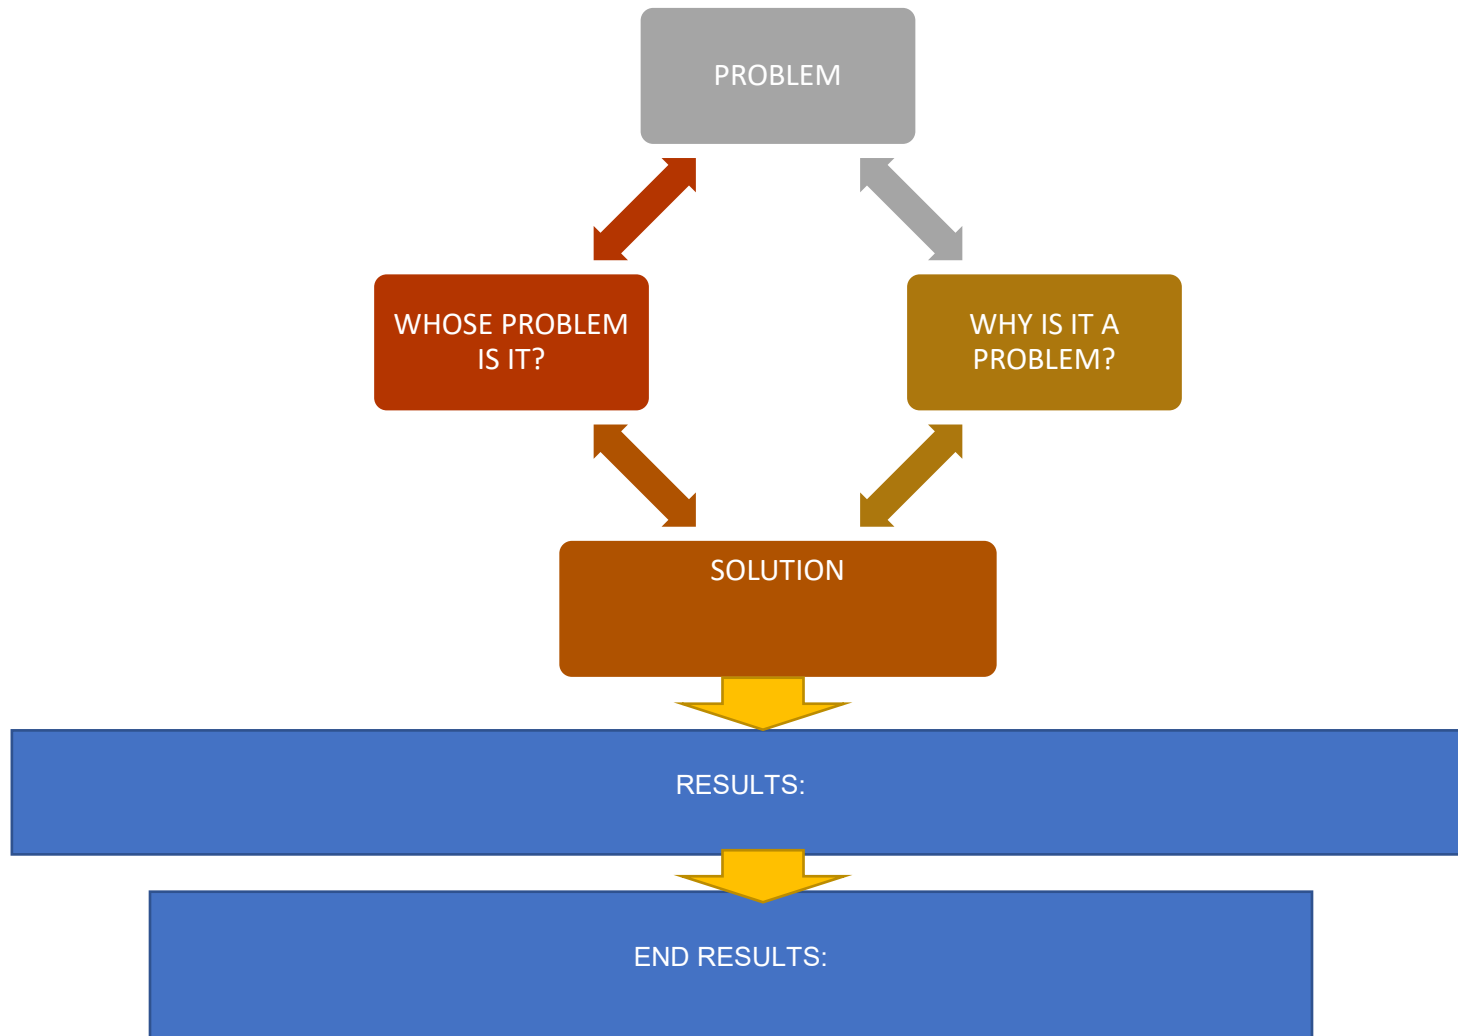 PROBLEM
WHOSE PROBLEM
IS IT?
WHY IS IT A
PROBLEM?
SOLUTION
RESULTS:
END RESULTS: